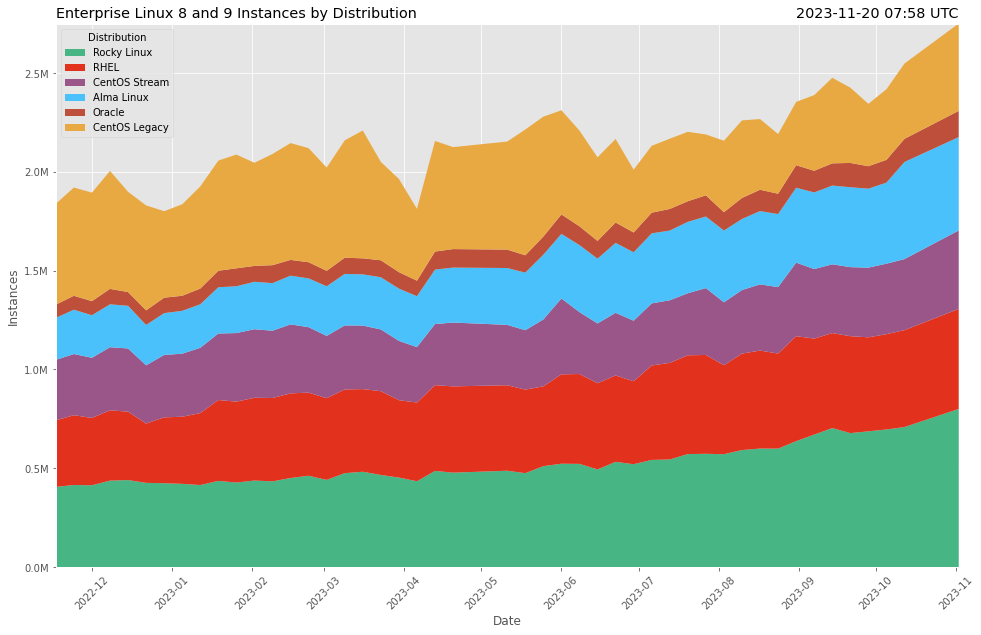 Enterprise Linux 8 and 9 Instances by Distribution
2023-11-20 07:58 UTC
Distribution
Rocky Linux
RHEL
CentOS Stream
Alma Linux
Oracle
CentOS Legacy
2.5M
2.0M
1.5M
1.0M
0.5M
0.0M
Instances
2022-12
2023-01
2023-02
2023-03
2023-04
2023-05
2023-06
2023-07
2023-08
2023-09
2023-10
2023-11
Date